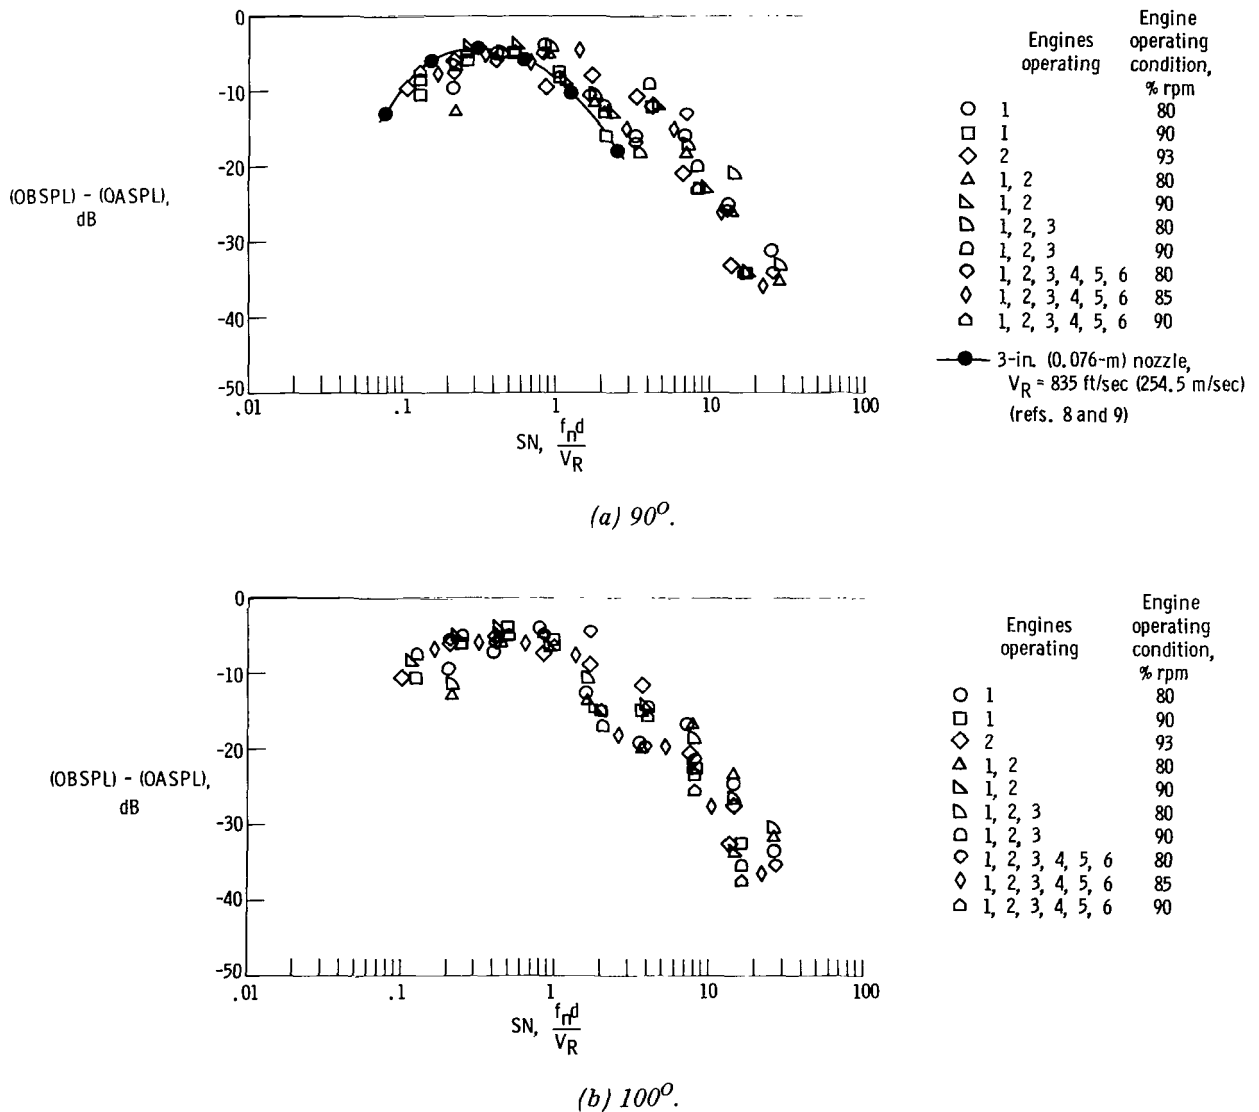 0
-10
-20
-30
-40
-50
(OBSPL) - (OASPL),
dB
.01
.1
1
10
100
SN, fnd
VR
Engines
operating
Engine
operating
condition,
% rpm
1 80
1 90
2 93
1, 2 80
1, 2 90
1, 2, 3 80
1, 2, 3 90
1, 2, 3, 4, 5, 6 80
1, 2, 3, 4, 5, 6 85
1, 2, 3, 4, 5, 6 90
3-in. (0.076-m) nozzle,
VR = 835 ft/sec (254.5 m/sec)
(refs. 8 and 9)
(a) 90º.
0
-10
-20
-30
-40
-50
(OBSPL) - (OASPL),
dB
.01
.1
1
10
100
SN, fnd
VR
Engines
operating
Engine
operating
condition,
% rpm
1 80
1 90
2 93
1, 2 80
1, 2 90
1, 2, 3 80
1, 2, 3 90
1, 2, 3, 4, 5, 6 80
1, 2, 3, 4, 5, 6 85
1, 2, 3, 4, 5, 6 90
(b) 100º.